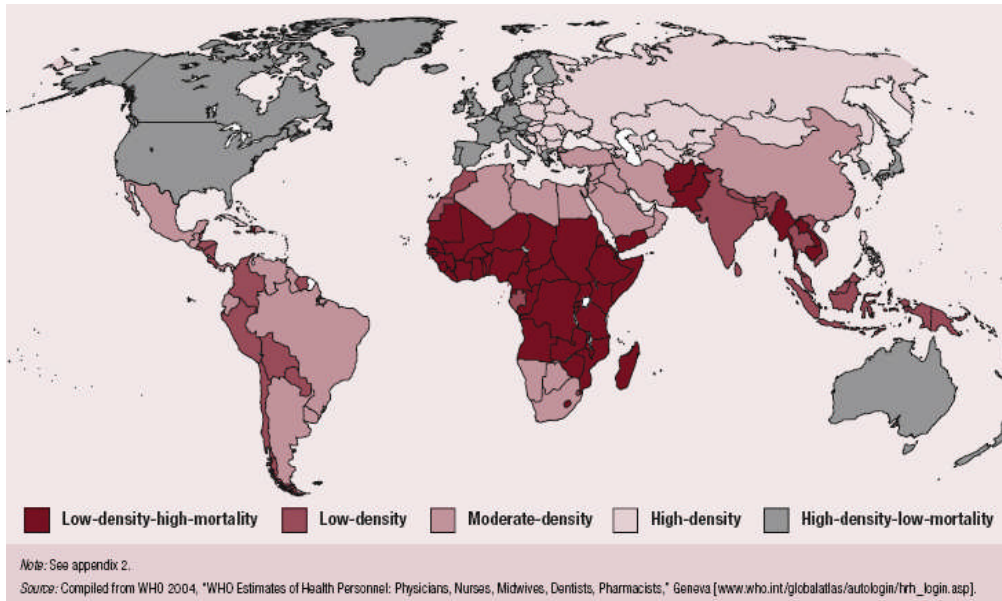 Low-density-high-mortality Low-density Moderate-density High-density High-density-low-mortality
Note: See appendix 2.
Source: Compiled from WHO 2004, "WHO Estimates of Health Personnel: Physicians, Nurses, Midwives, Dentists, Pharmacists," Geneva [www.who.int/globalatlas/autologin/hrh_login.asp].